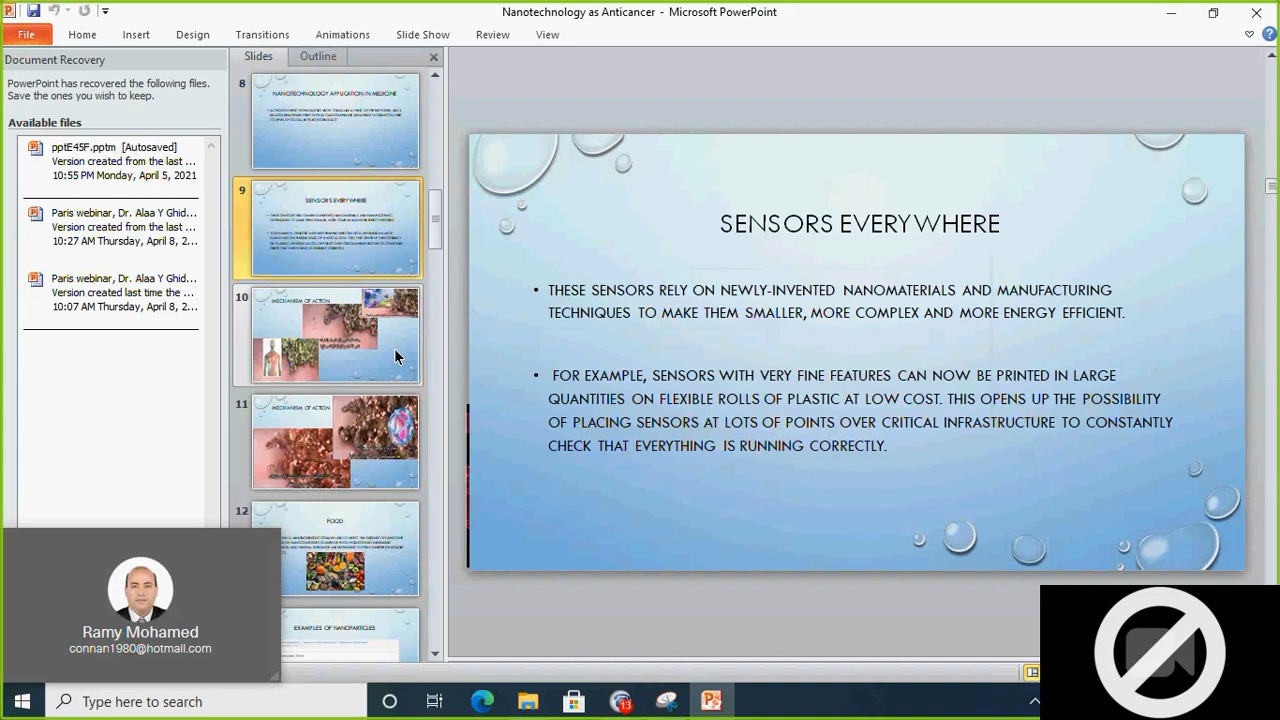 Nanotechnology as Anticancer - Microsoft PowerPoint
File Home Insert Design Transitions Animations Slide Show Review View
Document Recovery
PowerPoint has recovered the following files.
Save the ones you wish to keep.
Available files
pptE45F.pptm [Autosaved]
Version created from the last ...
10:55 PM Monday, April 5, 2021
Paris webinar, Dr. Alaa Y Ghid...
Version created from the last ...
10:27 AM Thursday, April 8, 2...
Paris webinar, Dr. Alaa Y Ghid...
Version created last time the ...
10:07 AM Thursday, April 8, 2...
Slides Outline
8
NANOTECHNOLOGY APPLICATION IN MEDICINE
9
SENSORS EVERYWHERE
10
MECHANISM OF ACTION
11
MECHANISM OF ACTION
12
FOOD
EXAMPLES OF NANOPARTICLES
SENSORS EVERYWHERE
• THESE SENSORS RELY ON NEWLY-INVENTED NANOMATERIALS AND MANUFACTURING
TECHNIQUES TO MAKE THEM SMALLER, MORE COMPLEX AND MORE ENERGY EFFICIENT.
• FOR EXAMPLE, SENSORS WITH VERY FINE FEATURES CAN NOW BE PRINTED IN LARGE
QUANTITIES ON FLEXIBLE ROLLS OF PLASTIC AT LOW COST. THIS OPENS UP THE POSSIBILITY
OF PLACING SENSORS AT LOTS OF POINTS OVER CRITICAL INFRASTRUCTURE TO CONSTANTLY
CHECK THAT EVERYTHING IS RUNNING CORRECTLY.
Ramy Mohamed
connan1980@hotmail.com
Type here to search
13